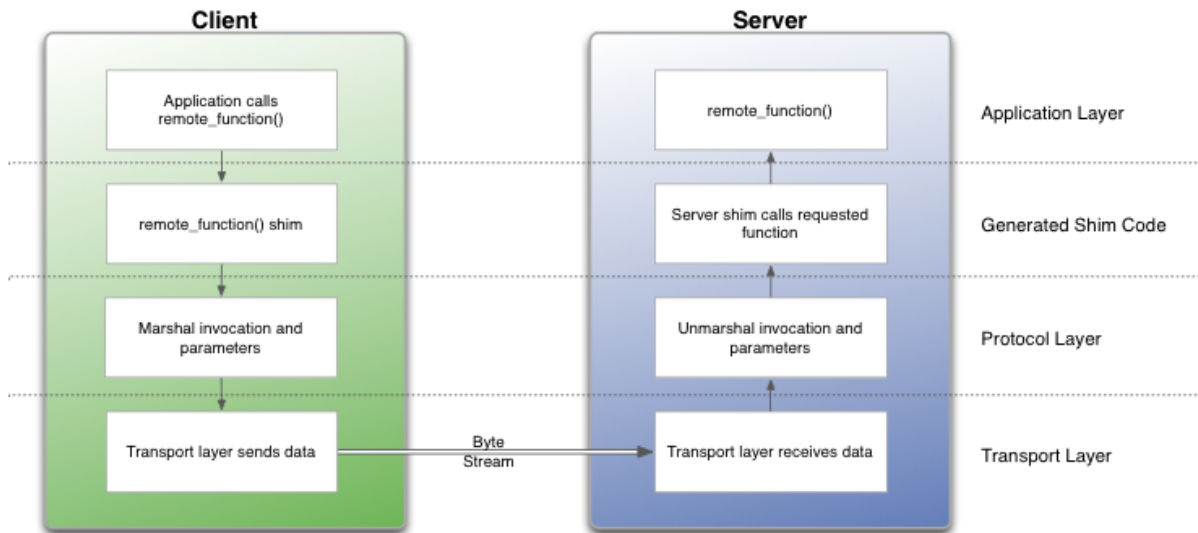 Client
Server
Application calls
remote_function()
remote_function()
Application Layer
remote_function() shim
Server shim calls requested
function
Generated Shim Code
Marshal invocation and
parameters
Unmarshal invocation and
parameters
Protocol Layer
Transport layer sends data
Byte
Stream
Transport layer receives data
Transport Layer